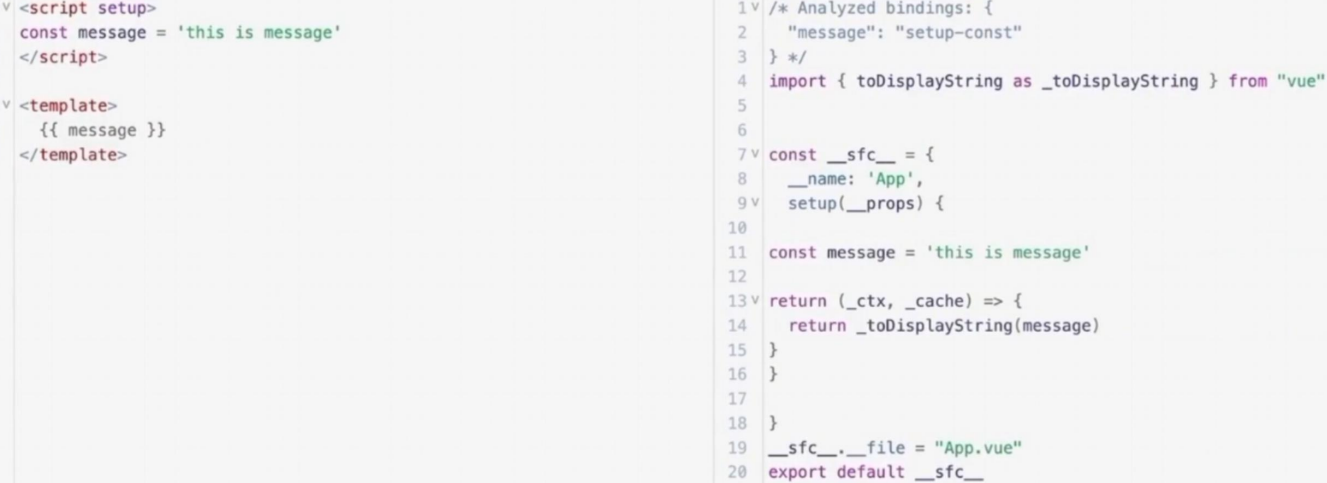 <script setup>
const message = 'this is message'
</script>
<template>
{{ message }}
</template>
1 /* Analyzed bindings: {
2 "message": "setup-const"
3 } */
4 import { toDisplayString as _toDisplayString } from "vue"
5
6
7 const __sfc__ = {
8 __name: 'App',
9 setup(__props) {
10
11 const message = 'this is message'
12
13 return (_ctx, _cache) => {
14 return _toDisplayString(message)
15 }
16 }
17
18 }
19 __sfc__.__file = "App.vue"
20 export default __sfc__